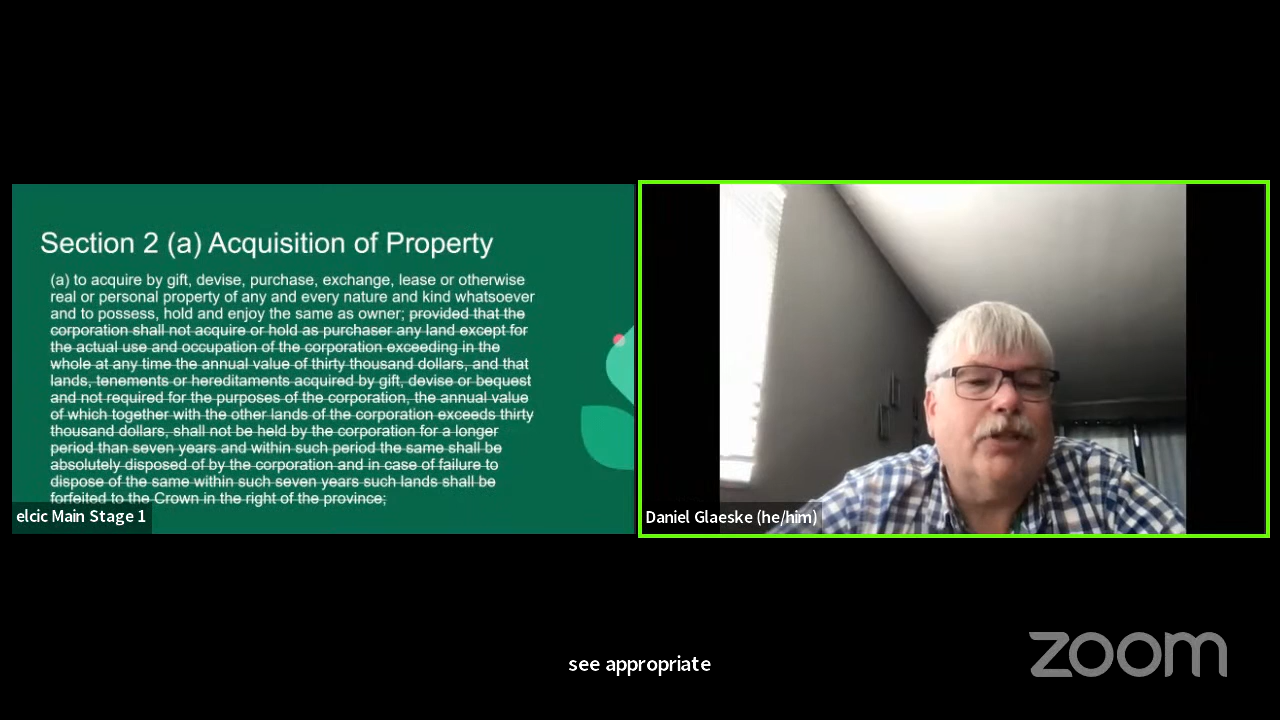 Section 2 (a) Acquisition of Property
(a) to acquire by gift, devise, purchase, exchange, lease or otherwise
real or personal property of any and every nature and kind whatsoever
and to possess, hold and enjoy the same as owner; provided that the
corporation shall not acquire or hold as purchaser any land except for
the actual use and occupation of the corporation exceeding in the
whole at any time the annual value of thirty thousand dollars, and that
lands, tenements or hereditaments acquired by gift, devise or bequest
and not required for the purposes of the corporation, the annual value
of which together with the other lands of the corporation exceeds thirty
thousand dollars, shall not be held by the corporation for a longer
period than seven years and within such period the same shall be
absolutely disposed of by the corporation and in case of failure to
dispose of the same within such seven years such lands shall be
forfeited to the Crown in the right of the province;
elcic Main Stage 1
Daniel Glaeske (he/him)
see appropriate
zoom